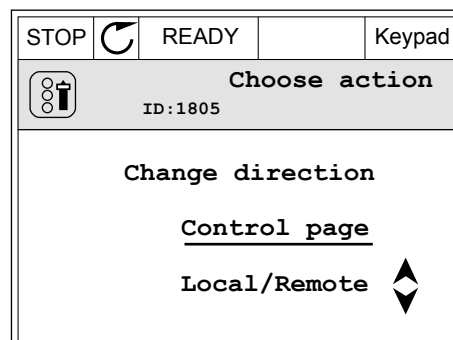 STOP READY Keypad
Choose action
ID:1805
Change direction
Control page
Local/Remote